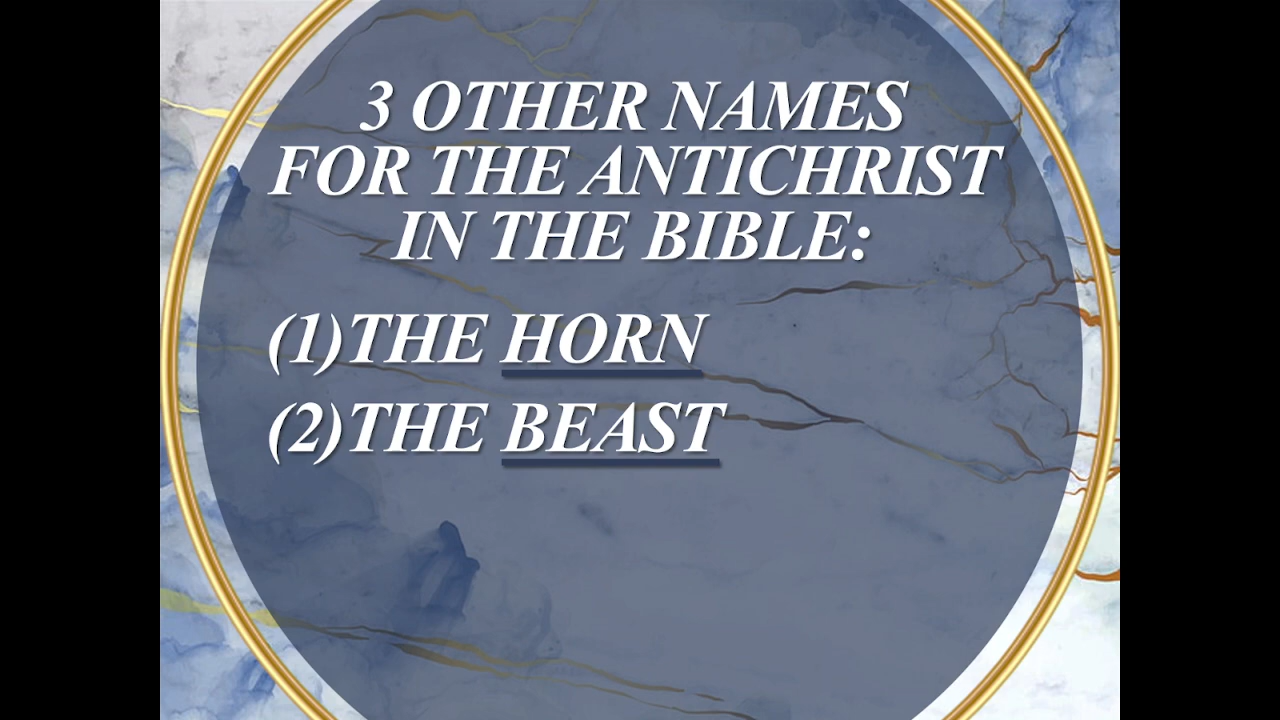 3 OTHER NAMES
FOR THE ANTICHRIST
IN THE BIBLE:
(1)THE HORN
(2)THE BEAST